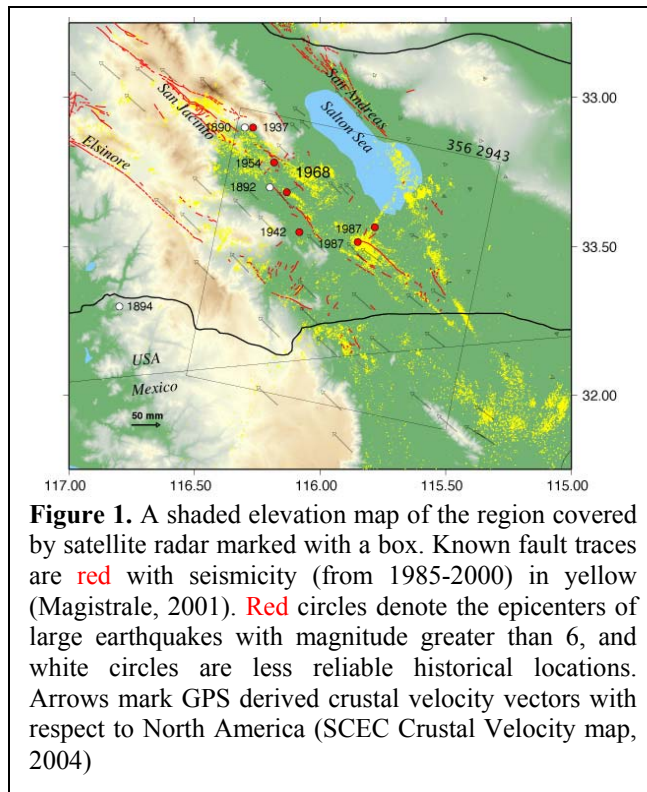 33.00
San Andreas
San Jacinto
Salton Sea
1890
1937
356 2943
Elsinore
1954
1968
1892
1987
1942
1987
33.50
1894
USA
Mexico
32.00
50 mm
117.00
116.50
116.00
115.50
115.00
Figure 1. A shaded elevation map of the region covered
by satellite radar marked with a box. Known fault traces
are red with seismicity (from 1985-2000) in yellow
(Magistrale, 2001). Red circles denote the epicenters of
large earthquakes with magnitude greater than 6, and
white circles are less reliable historical locations.
Arrows mark GPS derived crustal velocity vectors with
respect to North America (SCEC Crustal Velocity map,
2004)